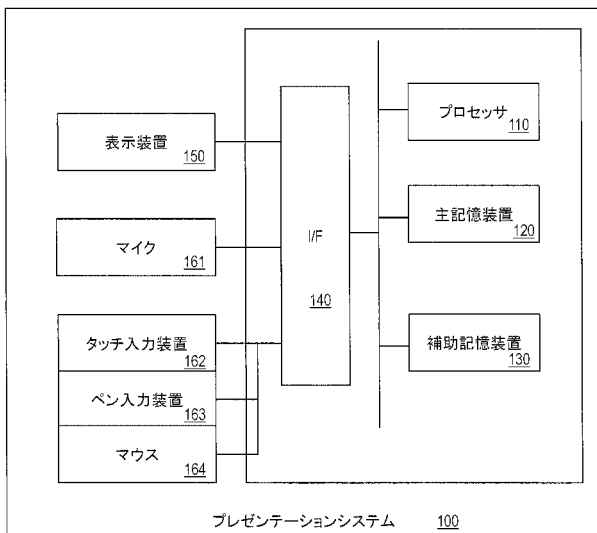 表示装置
150
マイク
161
タッチ入力装置
162
ペン入力装置
163
マウス
164
I/F
140
プロセッサ
110
主記憶装置
120
補助記憶装置
130
プレゼンテーションシステム 100